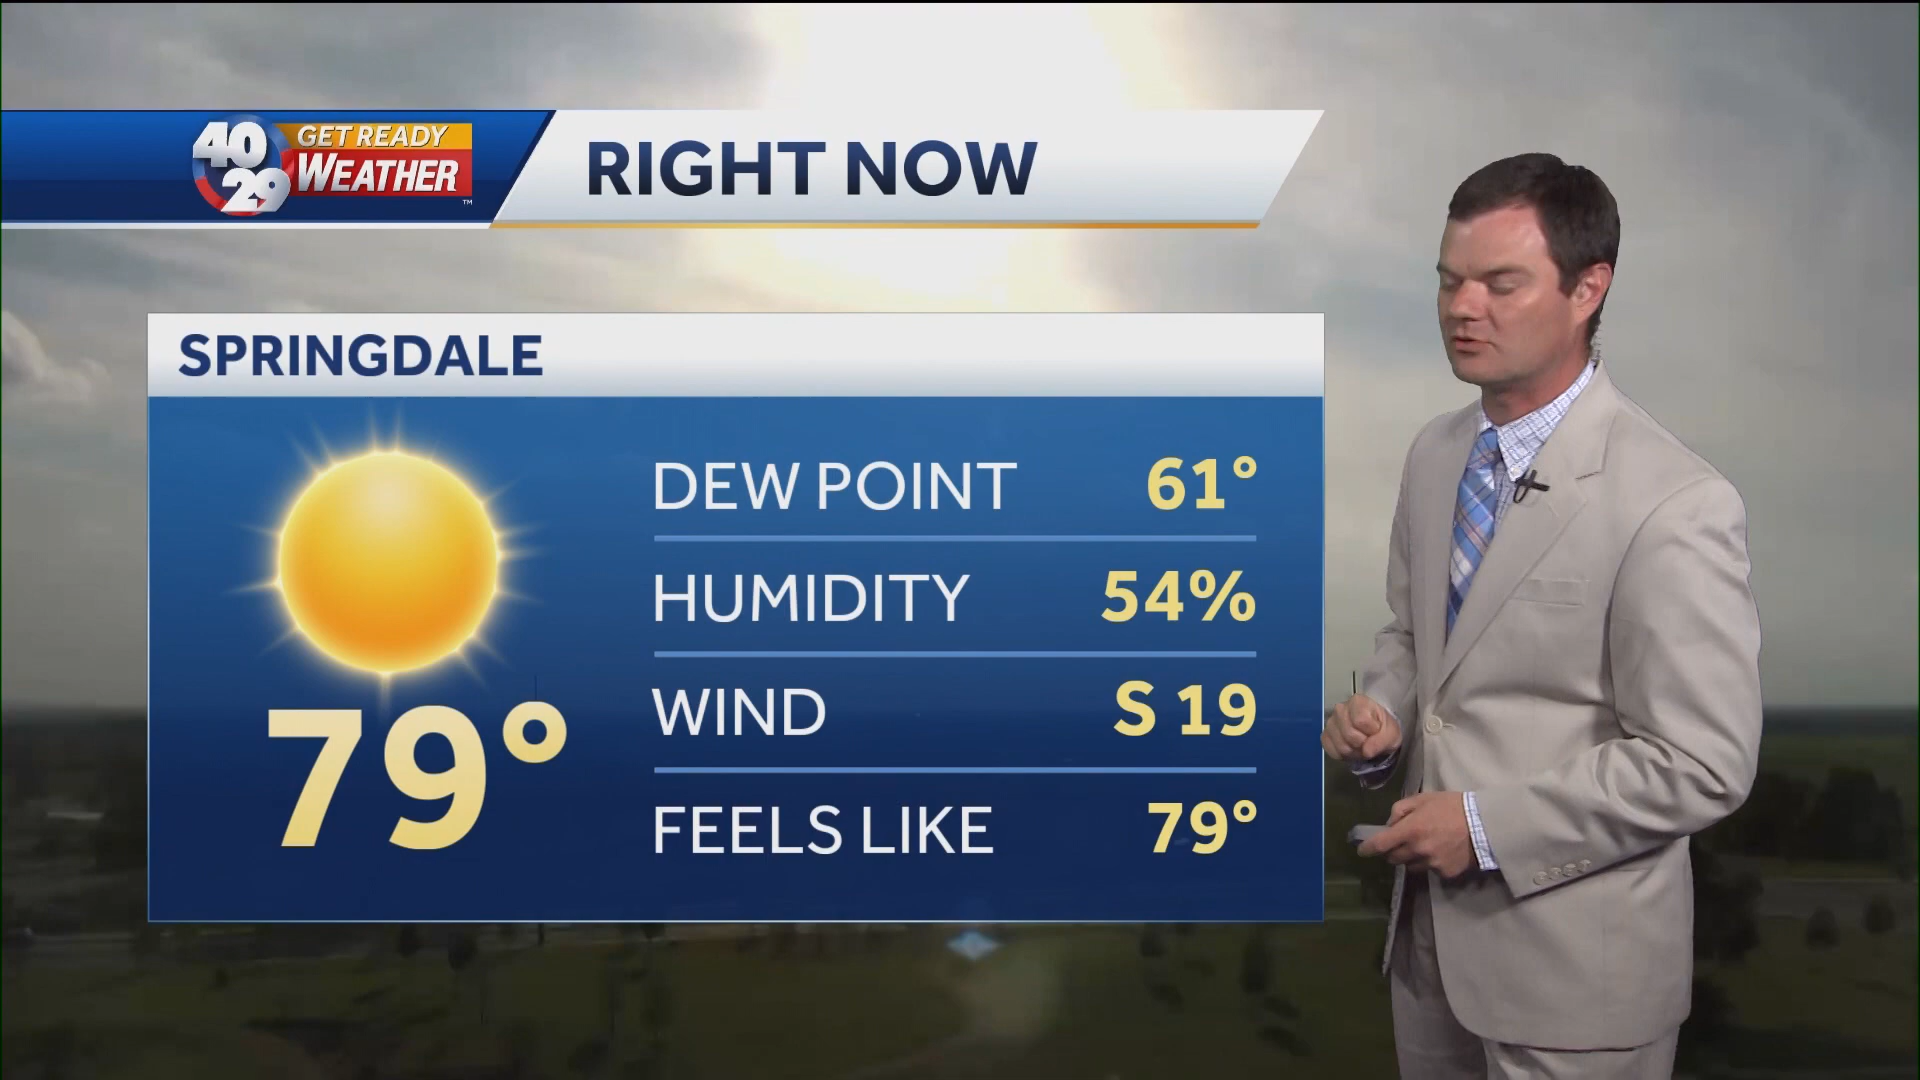 40
29
GET READY
WEATHER
™
RIGHT NOW
SPRINGDALE
79°
DEW POINT 61°
HUMIDITY 54%
WIND S 19
FEELS LIKE 79°